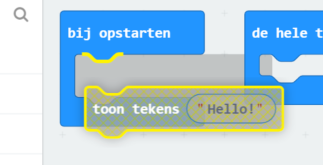 bij opstarten
de hele t
toon tekens "Hello!"